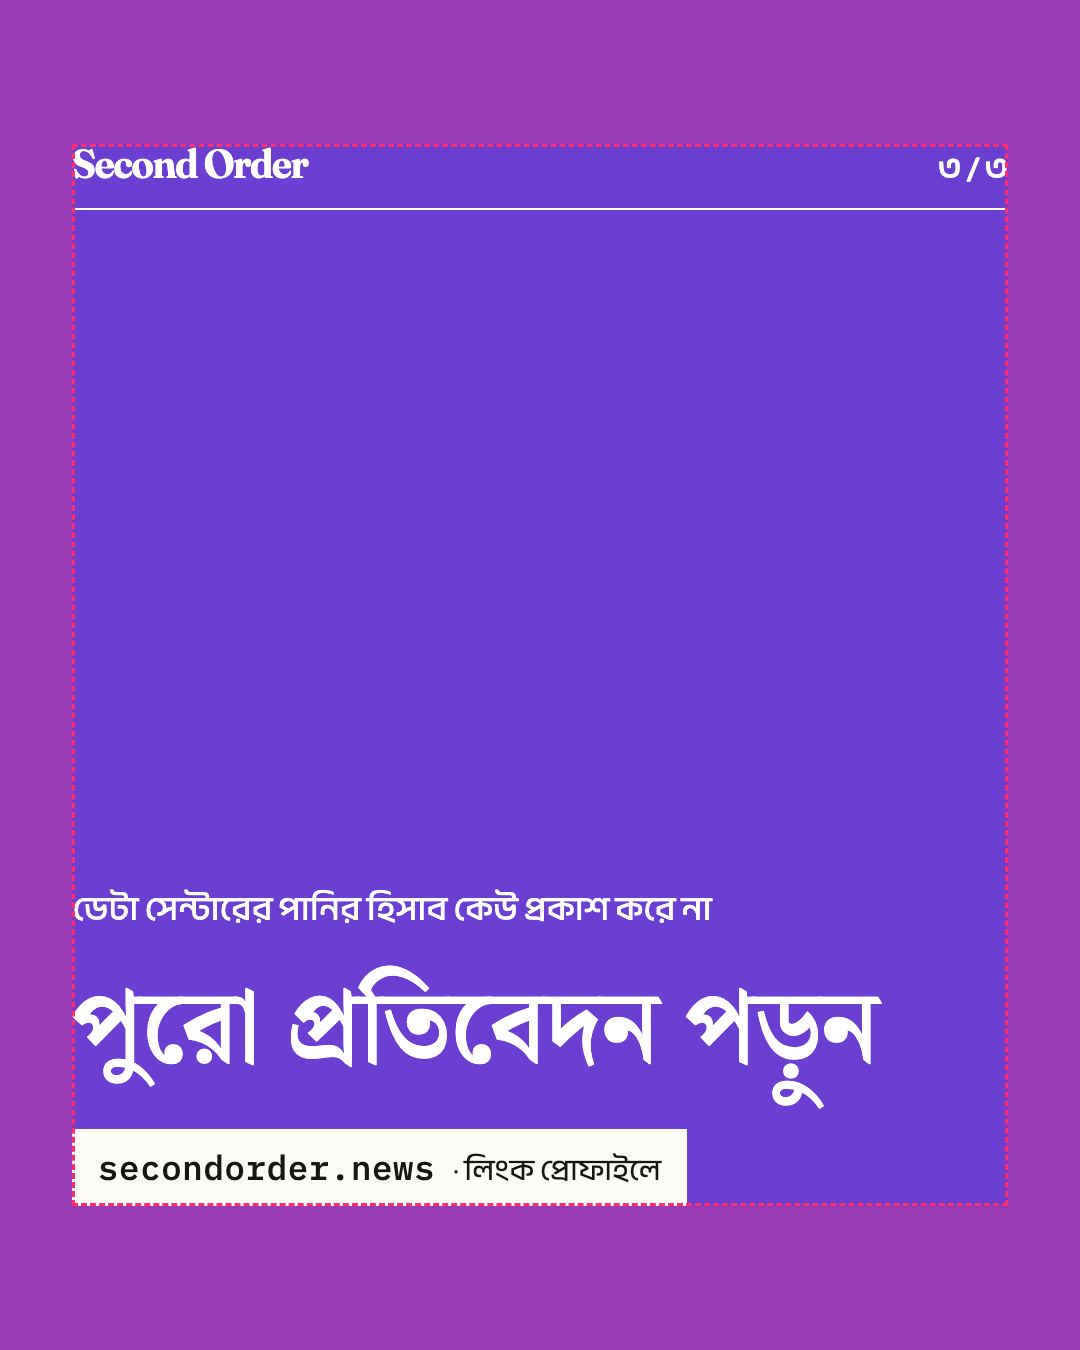 Second Order
৩ / ৩
ডেটা সেন্টারের পানির হিসাব কেউ প্রকাশ করে না
পুরো প্রতিবেদন পড়ুন
secondorder.news · লিংক প্রোফাইলে